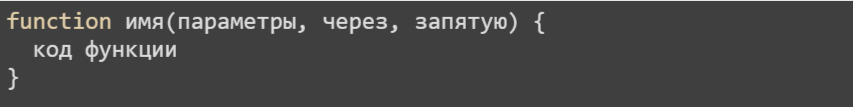 function имя(параметры, через, запятую) {
  код функции
}